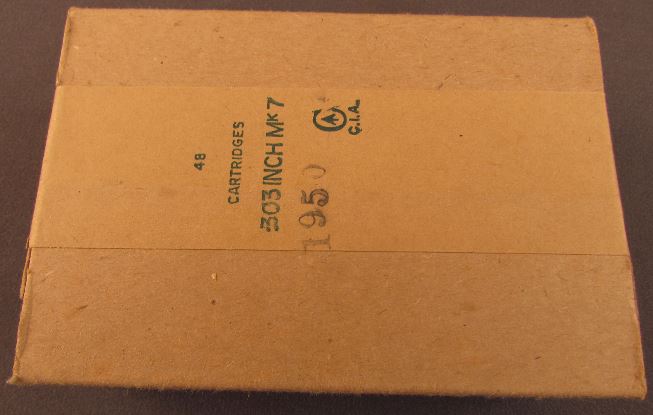 48
CARTRIDGES
.303 INCH MK 7
1950
C.I.A.